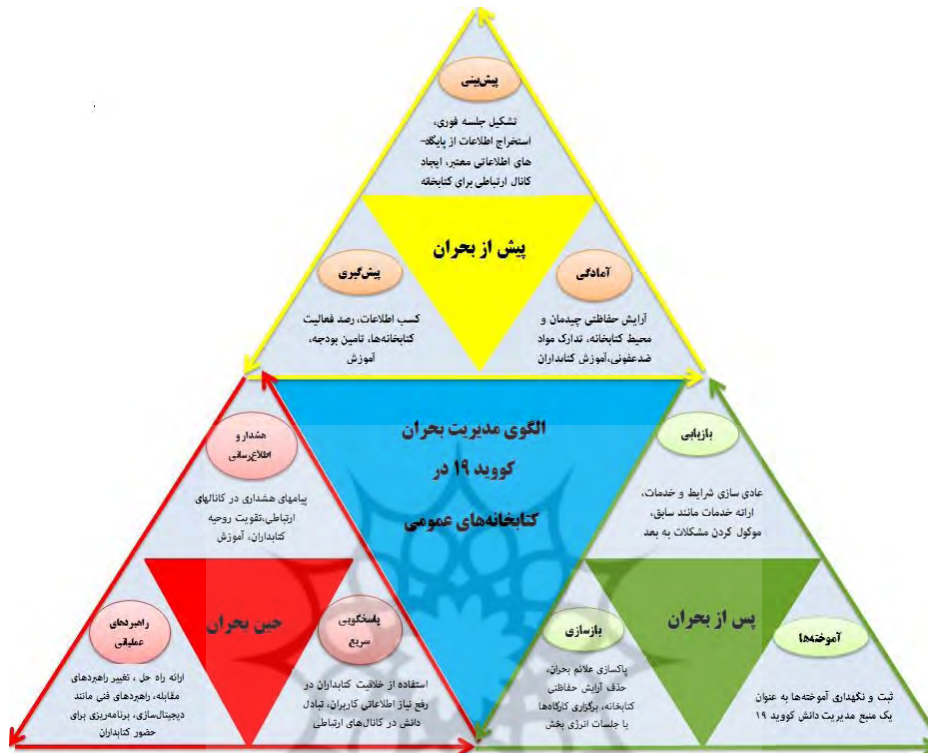 پیش‌بینی
تشکیل جلسه فوری،
استخراج اطلاعات از پایگاه-
های اطلاعاتی معتبر، ایجاد
کانال ارتباطی برای کتابخانه
پیش از بحران
آمادگی
آرایش حفاظتی چیدمان و
محیط کتابخانه، تدارک مواد
ضدعفونی،آموزش کتابداران
پیش‌گیری
کسب اطلاعات، رصد فعالیت
کتابخانه‌ها، تامین بودجه،
آموزش
الگوی مدیریت بحران
کووید ۱۹ در
کتابخانه‌های عمومی
بازیابی
عادی سازی شرایط و خدمات،
ارائه خدمات مانند سابق،
موکول کردن مشکلات به بعد
پس از بحران
آموخته‌ها
ثبت و نگهداری آموخته‌ها به عنوان
یک منبع مدیریت دانش کووید ۱۹
بازسازی
پاکسازی علائم بحران،
حذف آرایش حفاظتی
کتابخانه، برگزاری کارگاه‌ها
یا جلسات انرژی بخش
هشدار و
اطلاع‌رسانی
پیامهای هشداری در کانالهای
ارتباطی،تقویت روحیه
کتابداران، آموزش
حین بحران
پاسخگویی
سریع
استفاده از خلاقیت کتابداران در
رفع نیاز اطلاعاتی کاربران، تبادل
دانش در کانال‌های ارتباطی
راهبردهای
عملیاتی
ارائه راه حل ، تغییر راهبردهای
مقابله، راهبردهای فنی مانند
دیجیتال‌سازی، برنامه‌ریزی برای
حضور کتابداران